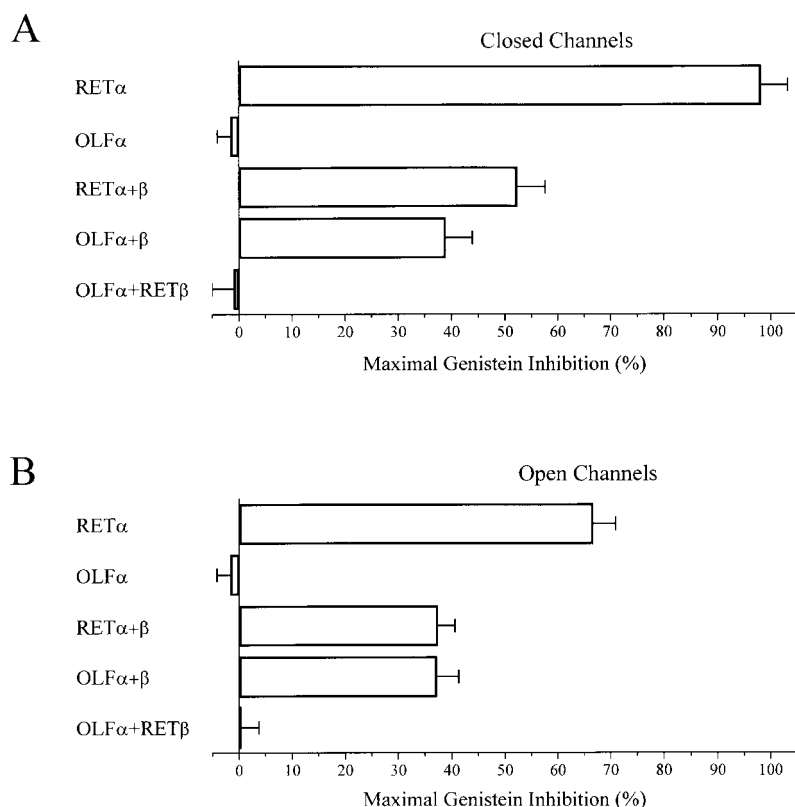 A
Closed Channels
RETα
OLFα
RETα+β
OLFα+β
OLFα+RETβ
0 10 20 30 40 50 60 70 80 90 100
Maximal Genistein Inhibition (%)
B
Open Channels
RETα
OLFα
RETα+β
OLFα+β
OLFα+RETβ
0 10 20 30 40 50 60 70 80 90 100
Maximal Genistein Inhibition (%)